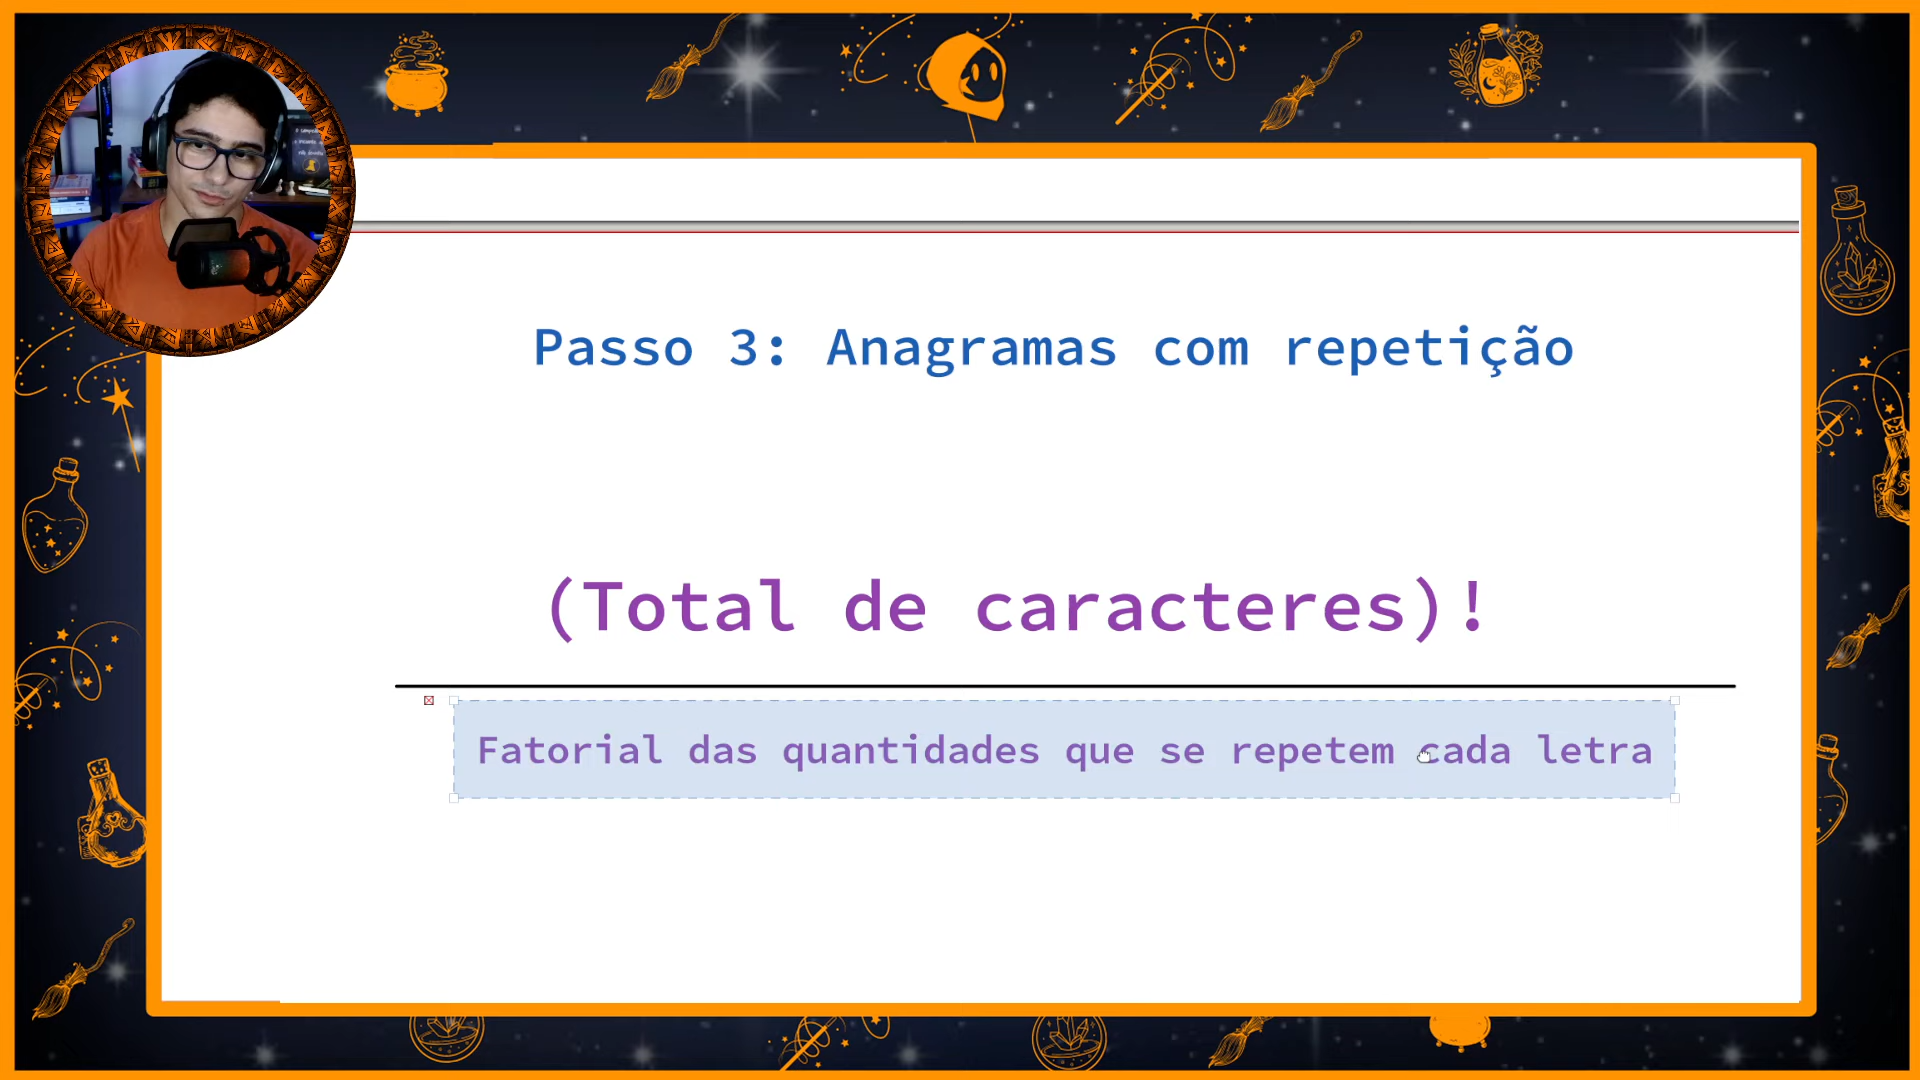 Passo 3: Anagramas com repetição
(Total de caracteres)!
Fatorial das quantidades que se repetem cada letra